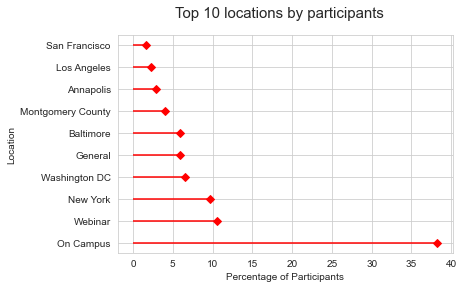 Top 10 locations by participants
Location
San Francisco
Los Angeles
Annapolis
Montgomery County
Baltimore
General
Washington DC
New York
Webinar
On Campus
0 5 10 15 20 25 30 35 40
Percentage of Participants